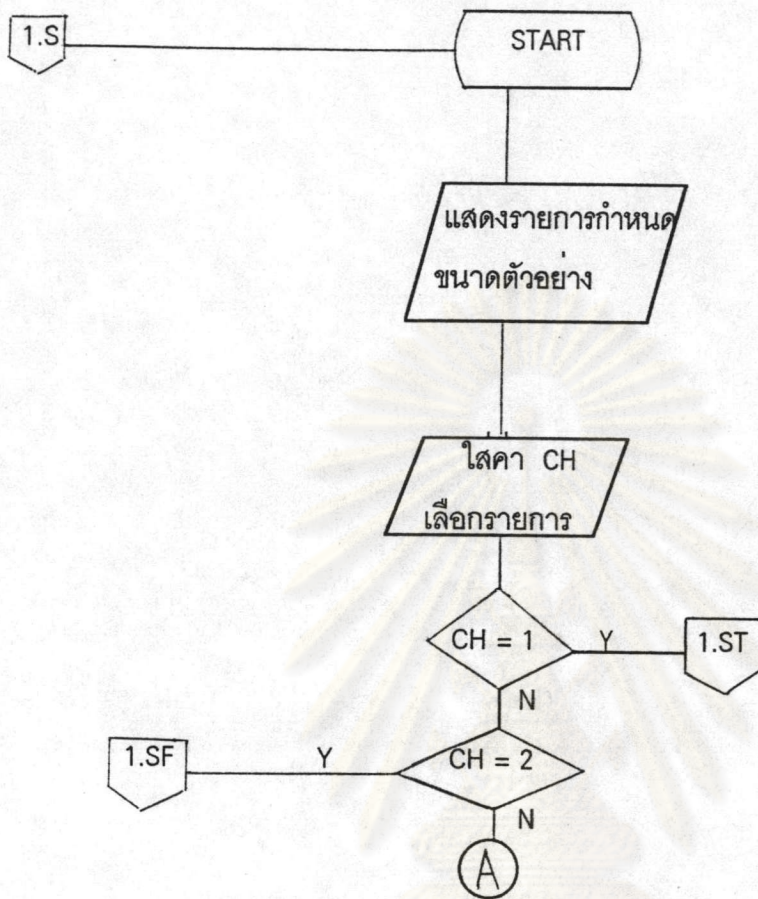 1.S
START
แสดงรายการกำหนด
ขนาดตัวอย่าง
ใสคา CH
เลือกรายการ
CH = 1
Y
1.ST
N
1.SF
Y
CH = 2
N
A